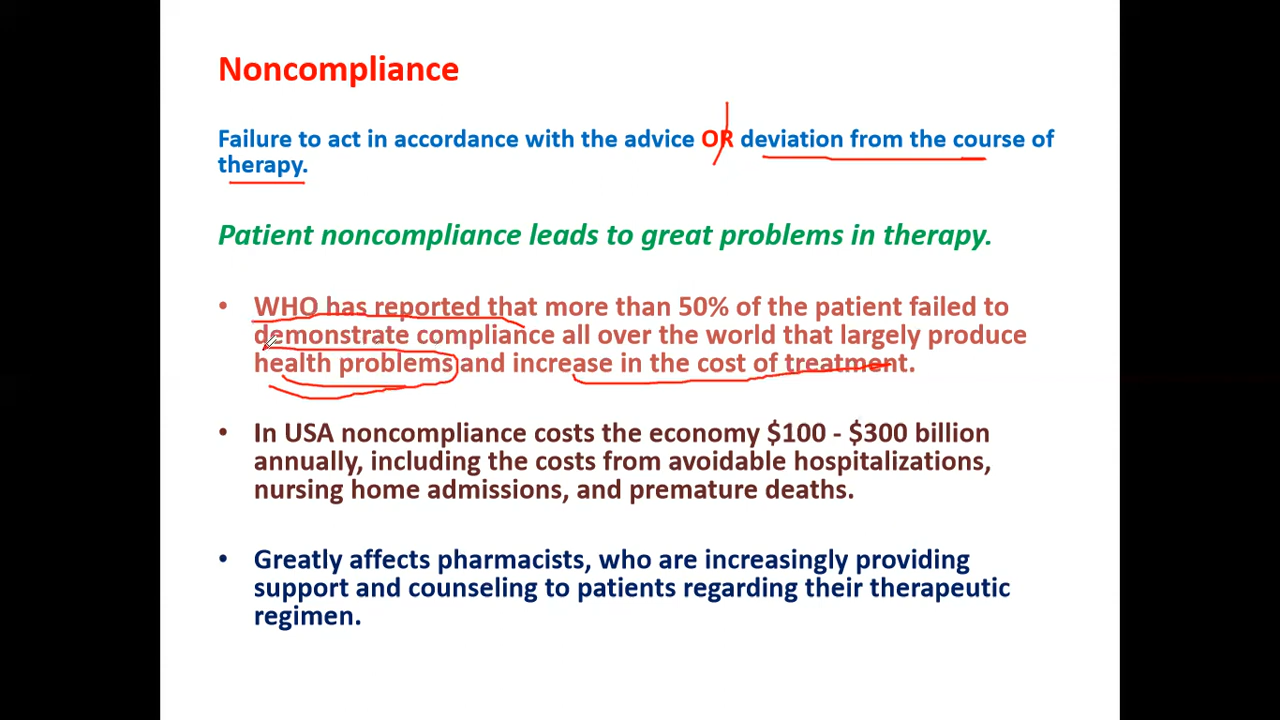 Noncompliance
Failure to act in accordance with the advice OR deviation from the course of
therapy.
Patient noncompliance leads to great problems in therapy.
• WHO has reported that more than 50% of the patient failed to
demonstrate compliance all over the world that largely produce
health problems and increase in the cost of treatment.
• In USA noncompliance costs the economy $100 - $300 billion
annually, including the costs from avoidable hospitalizations,
nursing home admissions, and premature deaths.
• Greatly affects pharmacists, who are increasingly providing
support and counseling to patients regarding their therapeutic
regimen.